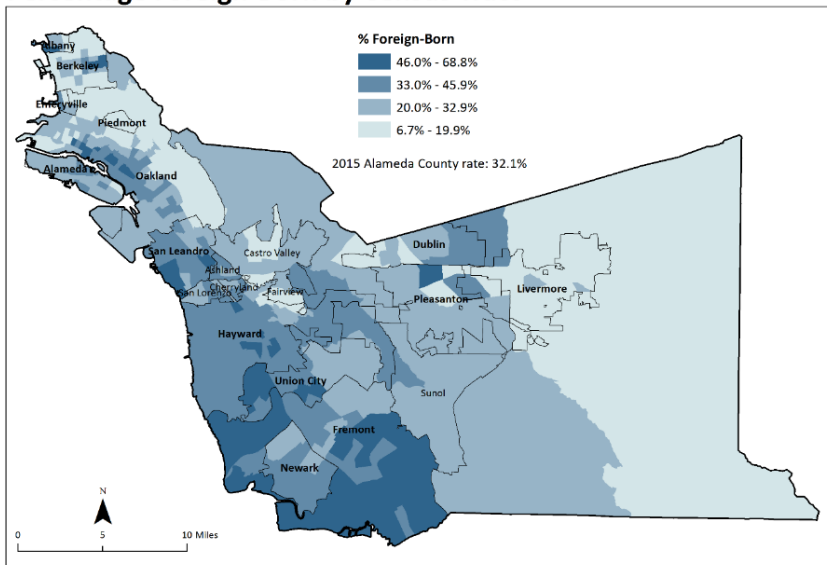 % Foreign-Born
46.0% - 68.8%
33.0% - 45.9%
20.0% - 32.9%
6.7% - 19.9%
2015 Alameda County rate: 32.1%
Albany
Berkeley
Emeryville
Piedmont
Alameda
Oakland
San Leandro
Castro Valley
Dublin
Ashland
Cherryland
San Lorenzo
Fairview
Pleasanton
Livermore
Hayward
Union City
Sunol
Fremont
Newark
N
0 5 10 Miles